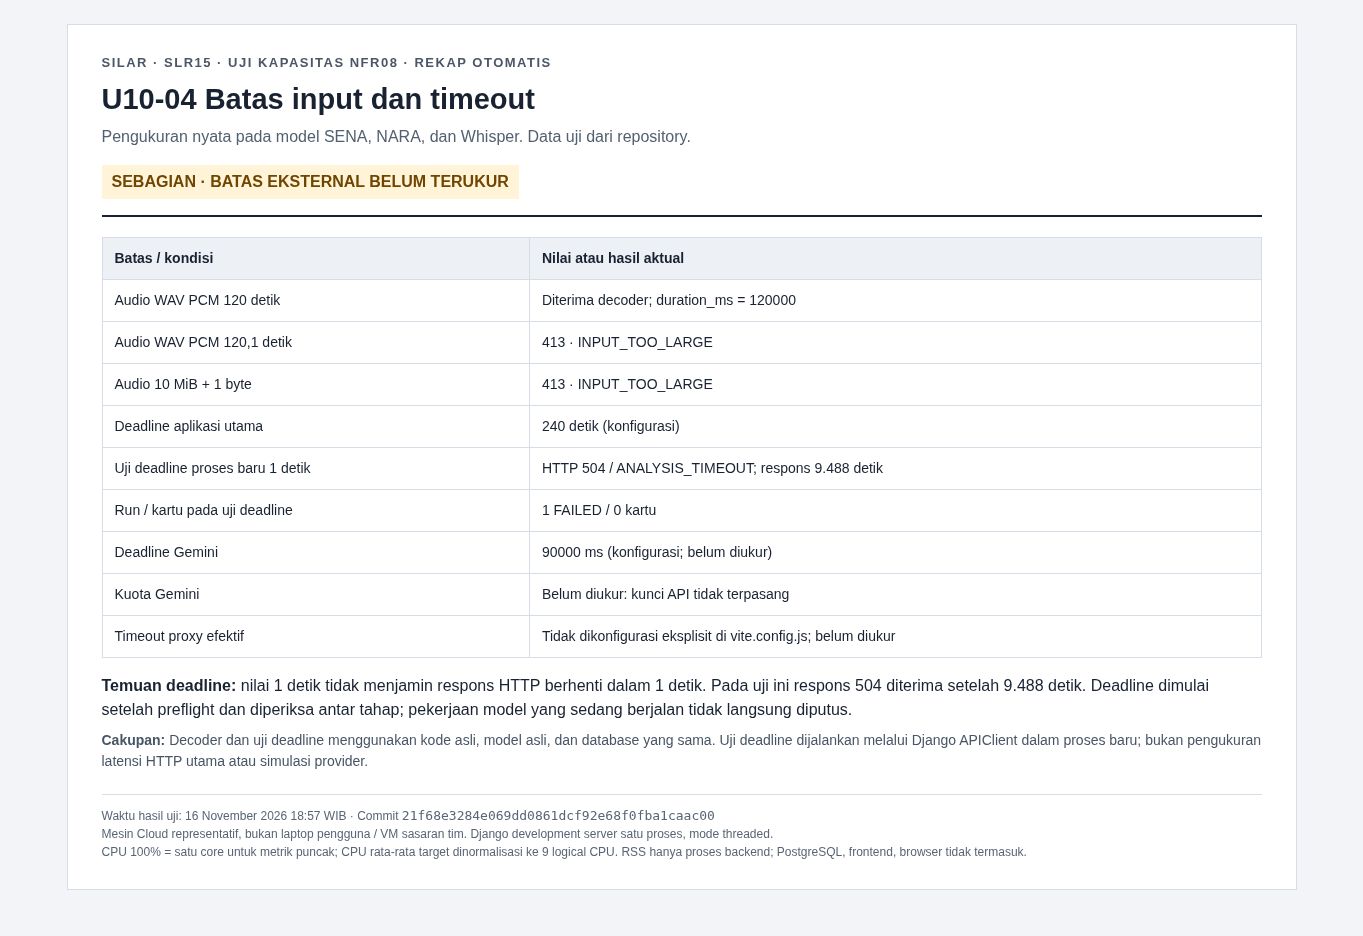 SILAR · SLR15 · UJI KAPASITAS NFR08 · REKAP OTOMATIS
U10-04 Batas input dan timeout
Pengukuran nyata pada model SENA, NARA, dan Whisper. Data uji dari repository.
SEBAGIAN · BATAS EKSTERNAL BELUM TERUKUR
Batas / kondisi Nilai atau hasil aktual
Audio WAV PCM 120 detik Diterima decoder; duration_ms = 120000
Audio WAV PCM 120,1 detik 413 · INPUT_TOO_LARGE
Audio 10 MiB + 1 byte 413 · INPUT_TOO_LARGE
Deadline aplikasi utama 240 detik (konfigurasi)
Uji deadline proses baru 1 detik HTTP 504 / ANALYSIS_TIMEOUT; respons 9.488 detik
Run / kartu pada uji deadline 1 FAILED / 0 kartu
Deadline Gemini 90000 ms (konfigurasi; belum diukur)
Kuota Gemini Belum diukur: kunci API tidak terpasang
Timeout proxy efektif Tidak dikonfigurasi eksplisit di vite.config.js; belum diukur
Temuan deadline: nilai 1 detik tidak menjamin respons HTTP berhenti dalam 1 detik. Pada uji ini respons 504 diterima setelah 9.488 detik. Deadline dimulai
setelah preflight dan diperiksa antar tahap; pekerjaan model yang sedang berjalan tidak langsung diputus.
Cakupan: Decoder dan uji deadline menggunakan kode asli, model asli, dan database yang sama. Uji deadline dijalankan melalui Django APIClient dalam proses baru; bukan pengukuran
latensi HTTP utama atau simulasi provider.
Waktu hasil uji: 16 November 2026 18:57 WIB · Commit 21f68e3284e069dd0861dcf92e68f0fba1caac00
Mesin Cloud representatif, bukan laptop pengguna / VM sasaran tim. Django development server satu proses, mode threaded.
CPU 100% = satu core untuk metrik puncak; CPU rata-rata target dinormalisasi ke 9 logical CPU. RSS hanya proses backend; PostgreSQL, frontend, browser tidak termasuk.